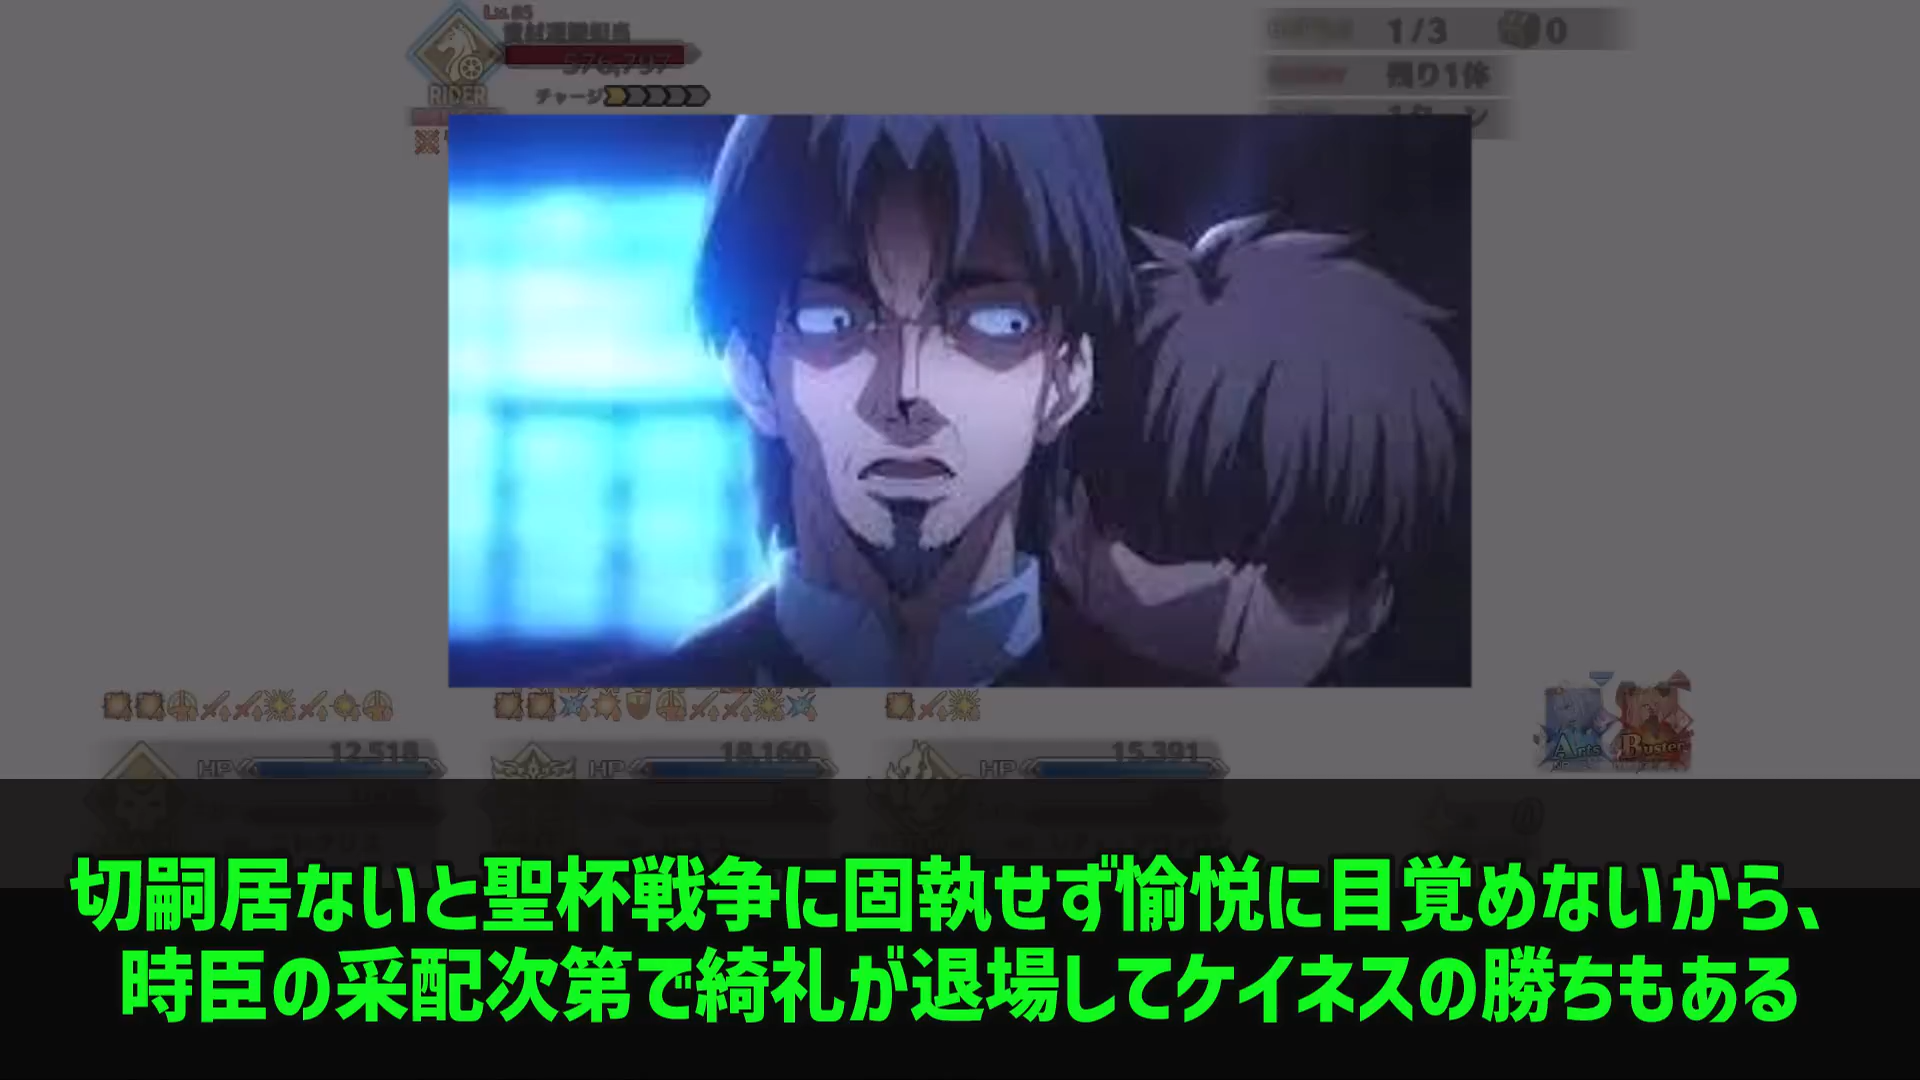 Lv.85
RIDER
チャージ
1/3
0
残り1体
12,518
HP
18,160
HP
15,391
HP
Arts
Buster
切嗣居ないと聖杯戦争に固執せず愉悦に目覚めないから、
時臣の采配次第で綺礼が退場してケイネスの勝ちもある